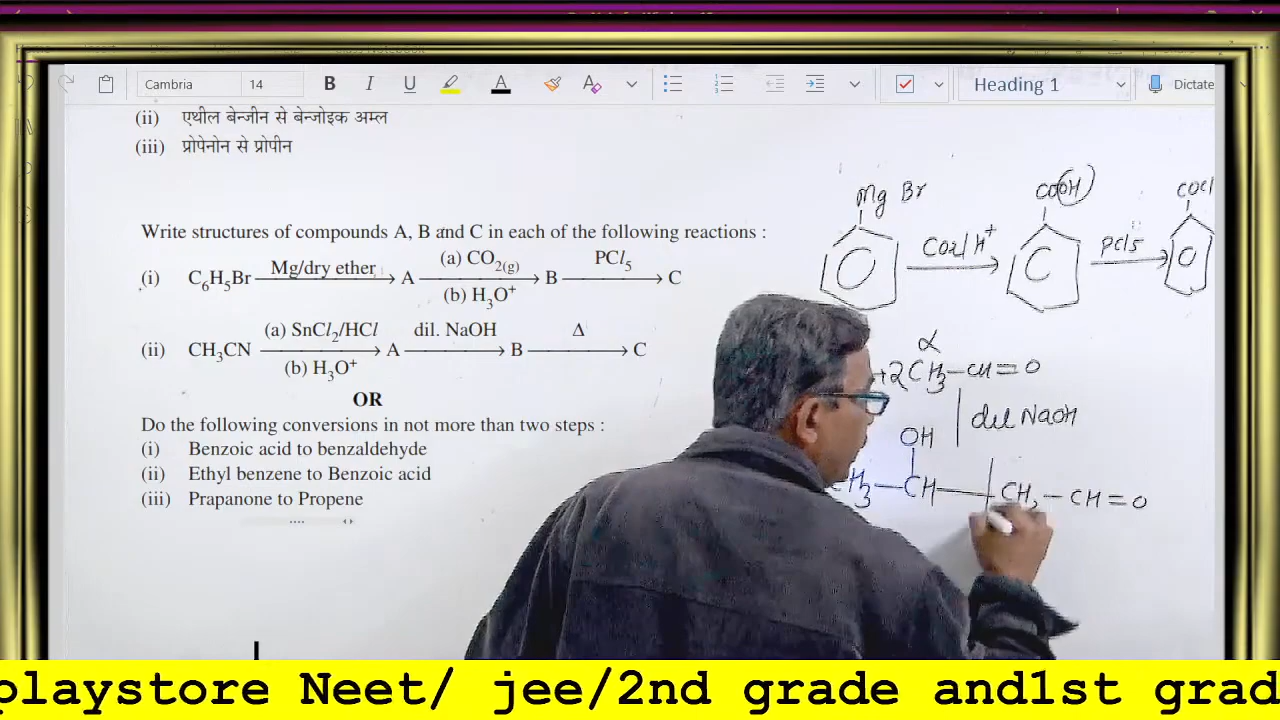 Cambria 14 B I U A A Heading 1 Dictate
(ii) एथील बेन्जीन से बेन्जोइक अम्ल
(iii) प्रोपेनोन से प्रोपीन
Write structures of compounds A, B and C in each of the following reactions :
Mg/dry ether (a) CO2(g) PCl5
(i) C6H5Br → A → B → C
(b) H3O+
(a) SnCl2/HCl dil. NaOH Δ
(ii) CH3CN → A → B → C
(b) H3O+
OR
Do the following conversions in not more than two steps :
(i) Benzoic acid to benzaldehyde
(ii) Ethyl benzene to Benzoic acid
(iii) Prapanone to Propene
Mg Br COOH COCl
CO2/H+ PCl5
α
2CH3–CH=O
dil NaOH
OH
CH3–CH–CH2–CH=O
playstore Neet/ jee/2nd grade and1st grad